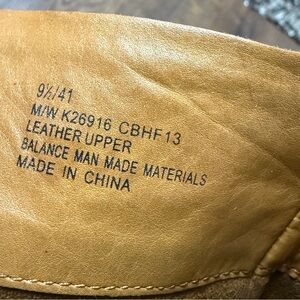 9½/41
M/W K26916 CBHF13
LEATHER UPPER
BALANCE MAN MADE MATERIALS
MADE IN CHINA